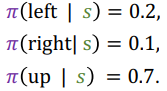 π(left | s) = 0.2,
π(right| s) = 0.1,
π(up | s) = 0.7.